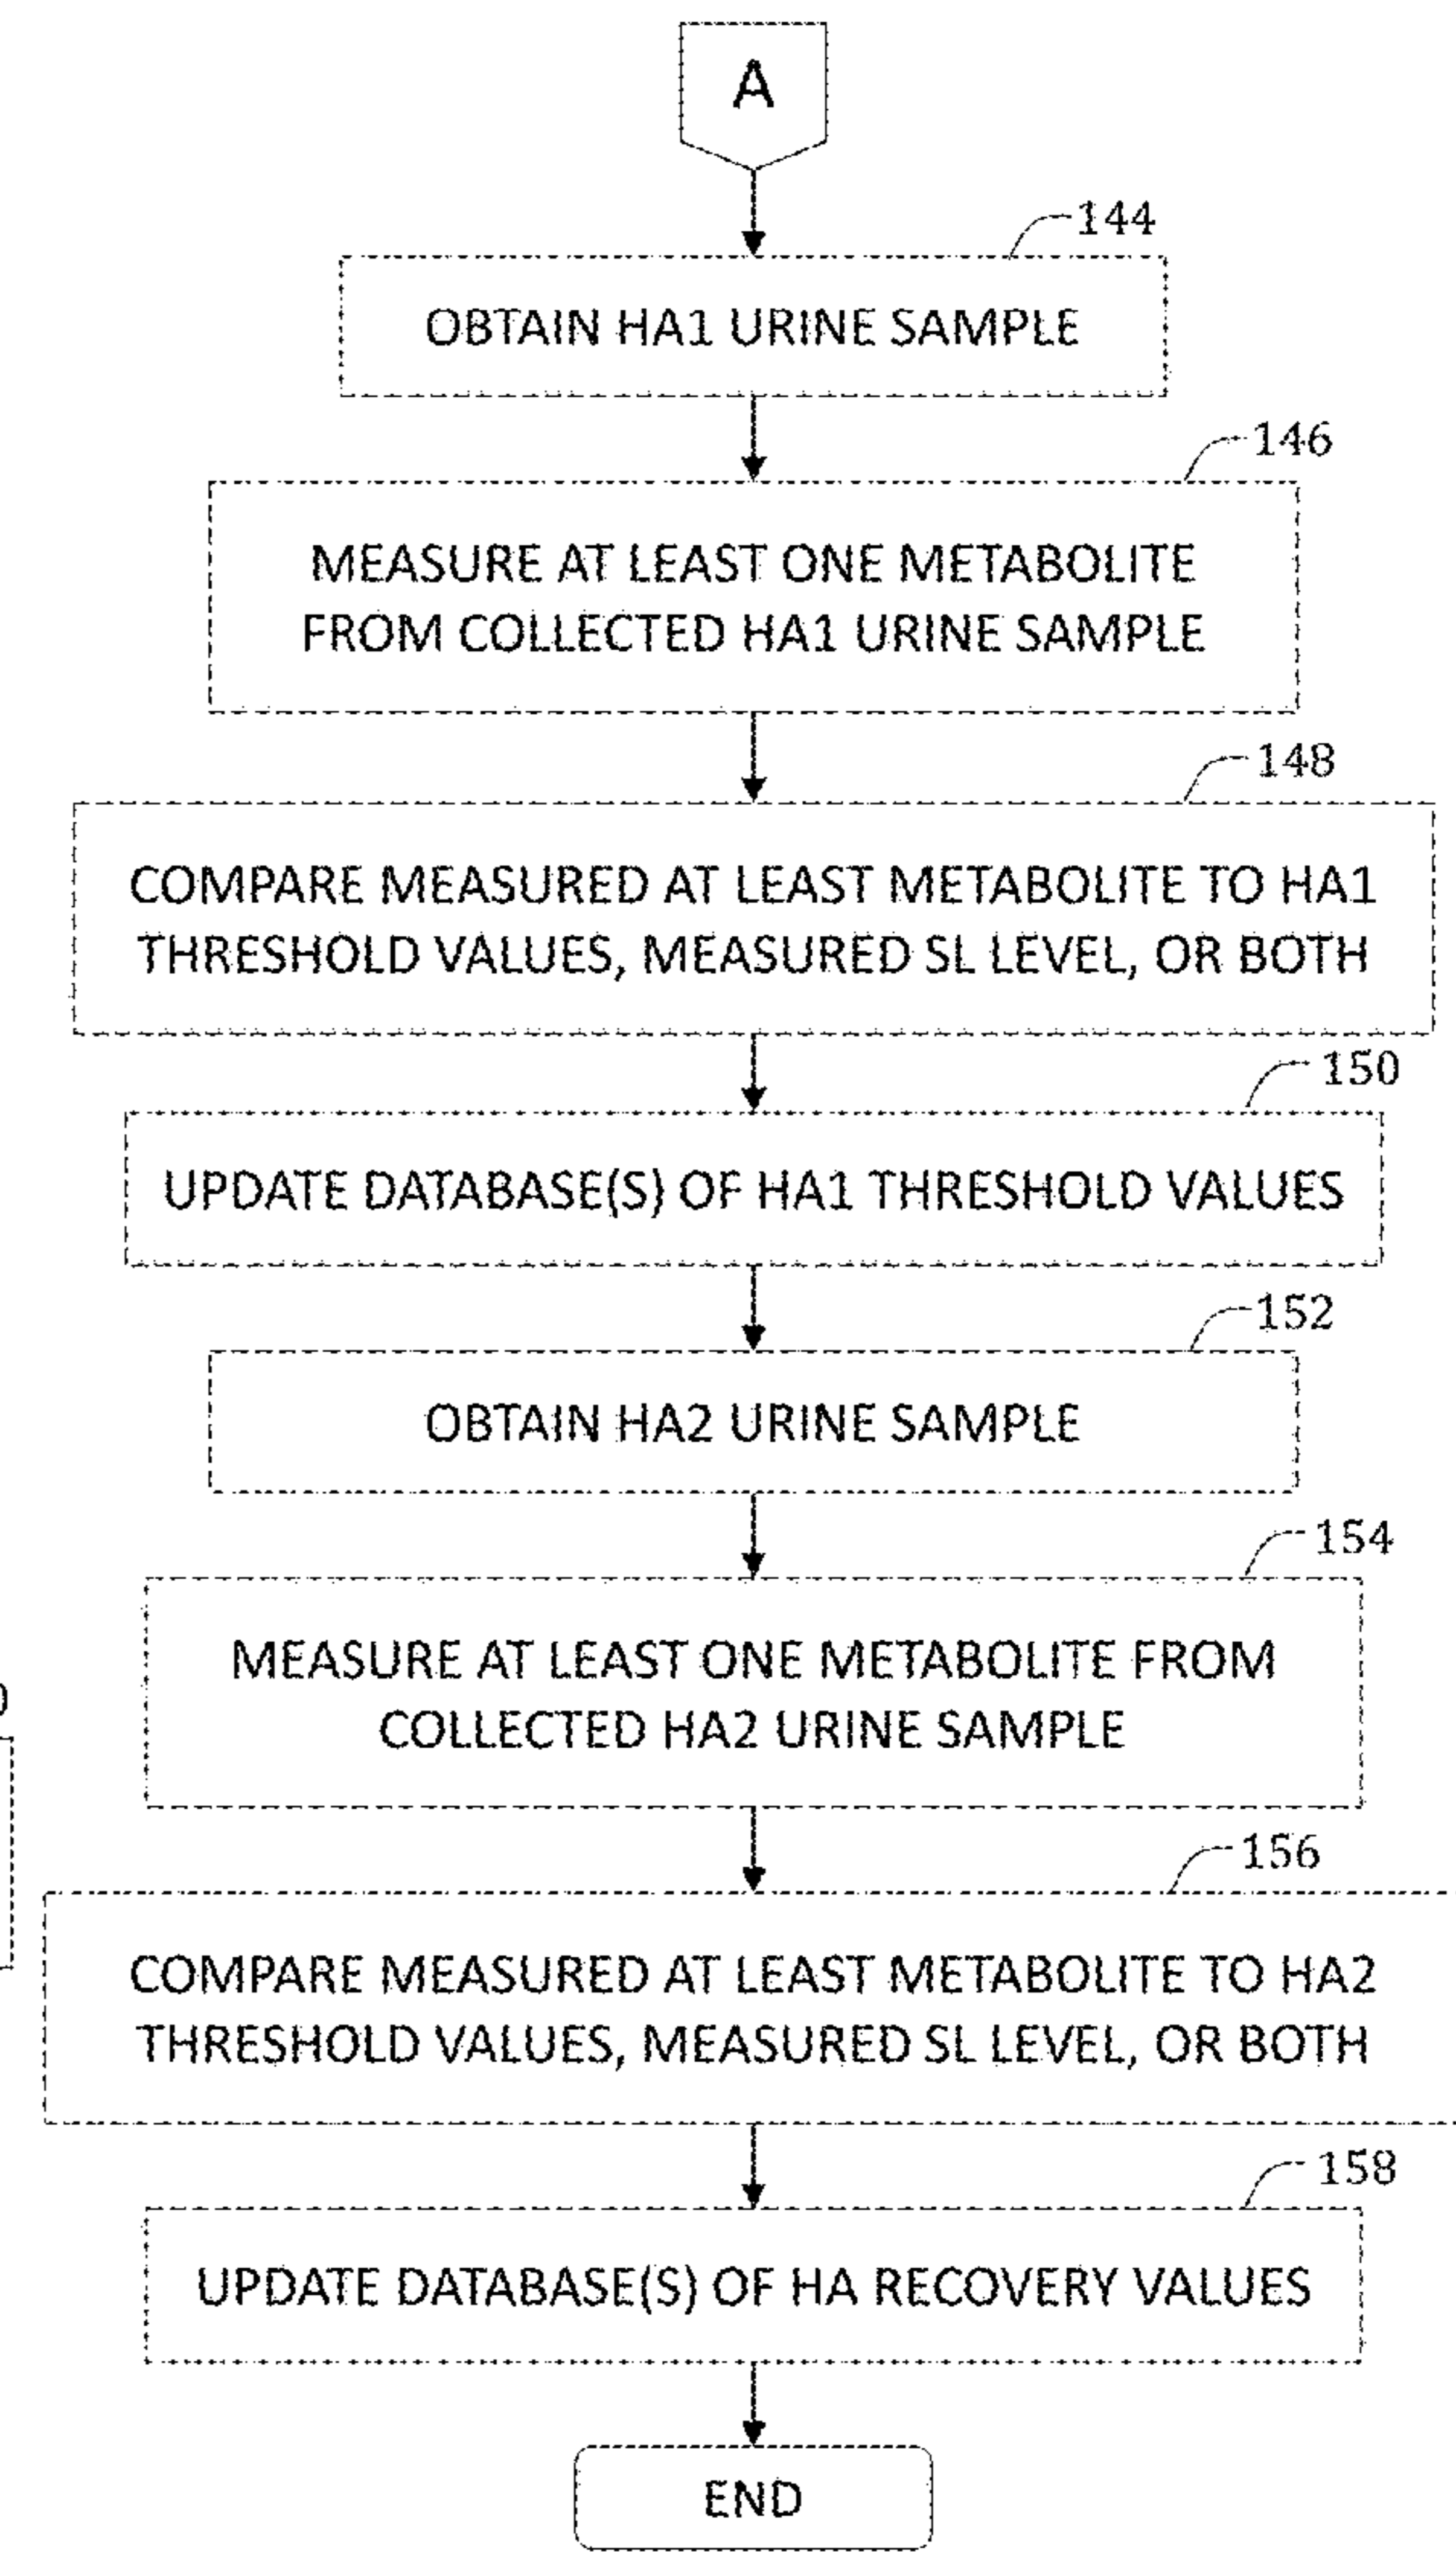 A
144
OBTAIN HA1 URINE SAMPLE
146
MEASURE AT LEAST ONE METABOLITE
FROM COLLECTED HA1 URINE SAMPLE
148
COMPARE MEASURED AT LEAST METABOLITE TO HA1
THRESHOLD VALUES, MEASURED SL LEVEL, OR BOTH
150
UPDATE DATABASE(S) OF HA1 THRESHOLD VALUES
152
OBTAIN HA2 URINE SAMPLE
154
MEASURE AT LEAST ONE METABOLITE FROM
COLLECTED HA2 URINE SAMPLE
156
COMPARE MEASURED AT LEAST METABOLITE TO HA2
THRESHOLD VALUES, MEASURED SL LEVEL, OR BOTH
158
UPDATE DATABASE(S) OF HA RECOVERY VALUES
END